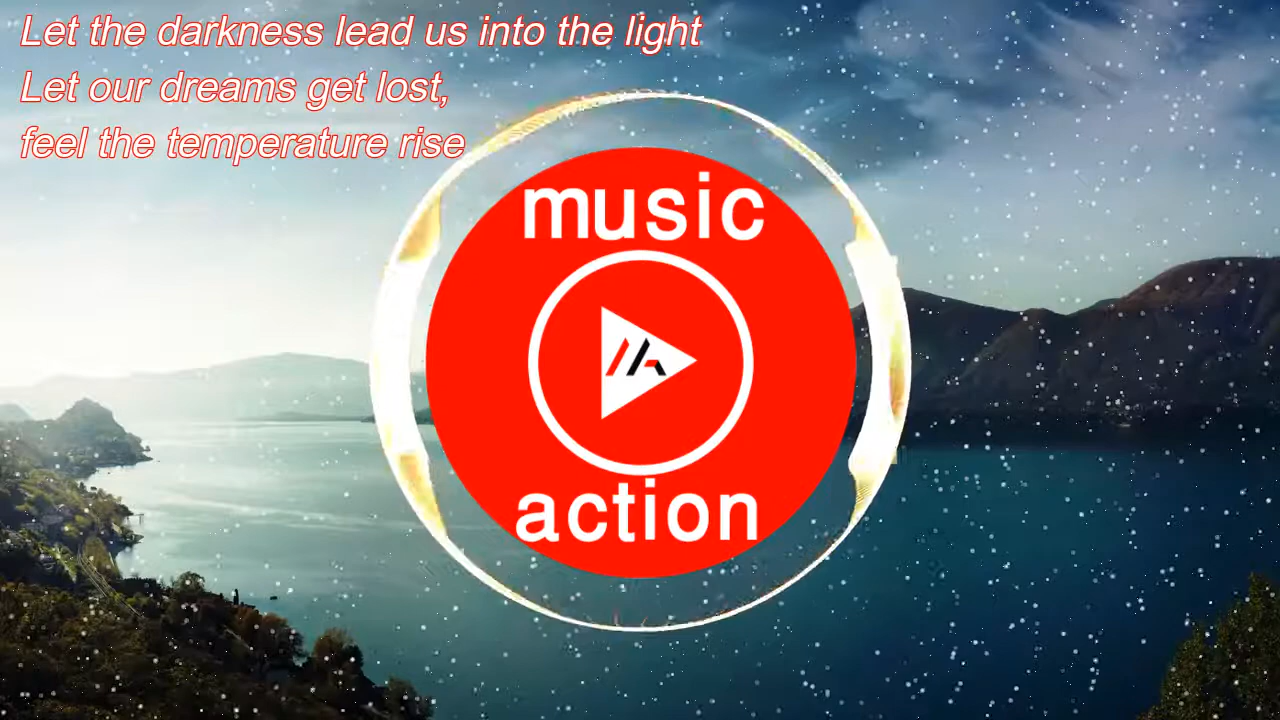 Let the darkness lead us into the light
Let our dreams get lost,
feel the temperature rise
music
action